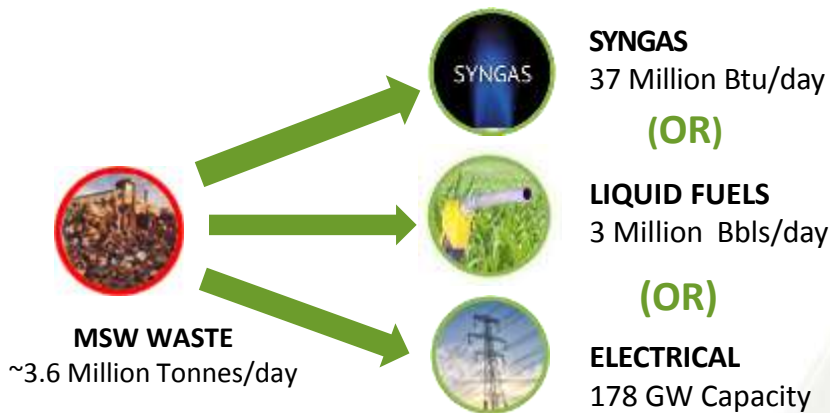 SYNGAS
SYNGAS
37 Million Btu/day
(OR)
LIQUID FUELS
3 Million Bbls/day
(OR)
MSW WASTE
~3.6 Million Tonnes/day
ELECTRICAL
178 GW Capacity